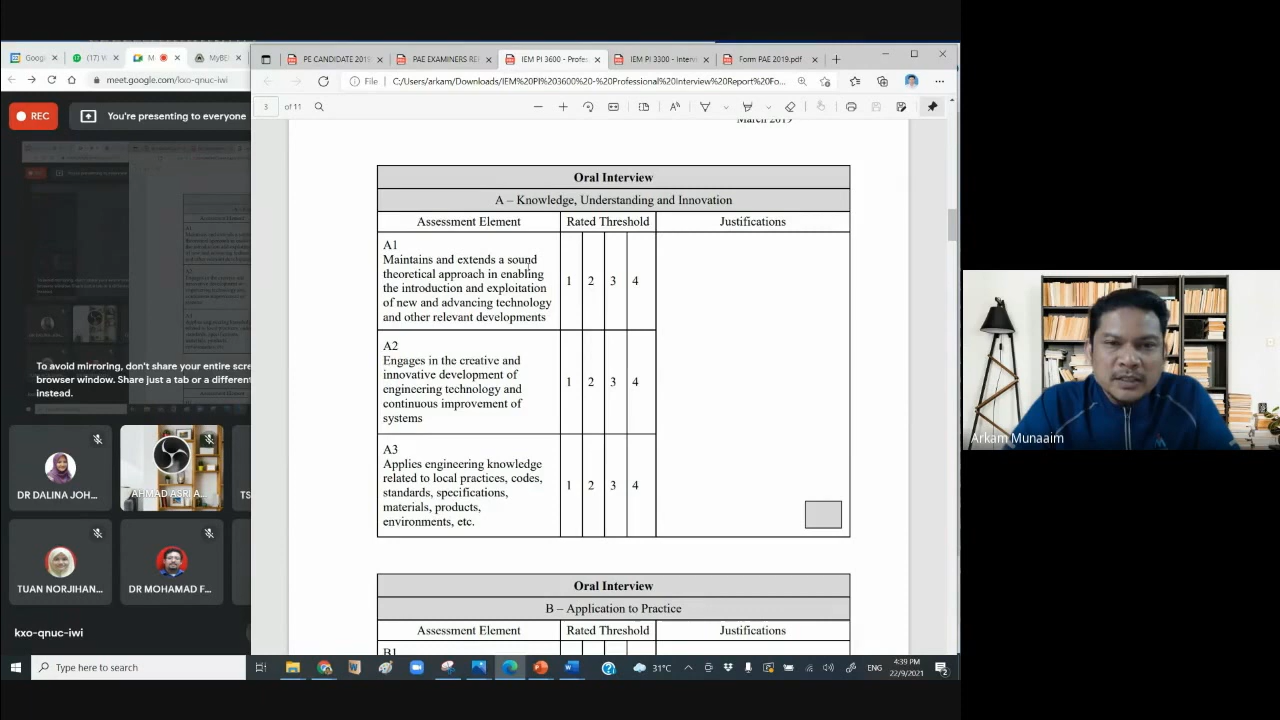 Googl
(17) W
M
MyBE
PE CANDIDATE 2019
PAE EXAMINERS RE
IEM PI 3600 - Profes
IEM PI 3300 - Interv
Form PAE 2019.pdf
meet.google.com/kxo-qnuc-iwi
File
C:/Users/arkam/Downloads/IEM%20PI%203600%20-%20Professional%20Interview%20Report%20Fo...
3 of 11
REC
You're presenting to everyone
March 2019
Oral Interview
A – Knowledge, Understanding and Innovation
Assessment Element Rated Threshold Justifications
A1
Maintains and extends a sound
theoretical approach in enabling
the introduction and exploitation
of new and advancing technology
and other relevant developments
1 2 3 4
A2
Engages in the creative and
innovative development of
engineering technology and
continuous improvement of
systems
1 2 3 4
A3
Applies engineering knowledge
related to local practices, codes,
standards, specifications,
materials, products,
environments, etc.
1 2 3 4
Oral Interview
B – Application to Practice
Assessment Element Rated Threshold Justifications
B1
To avoid mirroring, don't share your entire scre
browser window. Share just a tab or a different
instead.
DR DALINA JOH...
AHMAD ASRI A...
TS
TUAN NORJIHAN...
DR MOHAMAD F...
kxo-qnuc-iwi
Arkam Munaaim
Type here to search
31°C
ENG
4:39 PM
22/9/2021
2